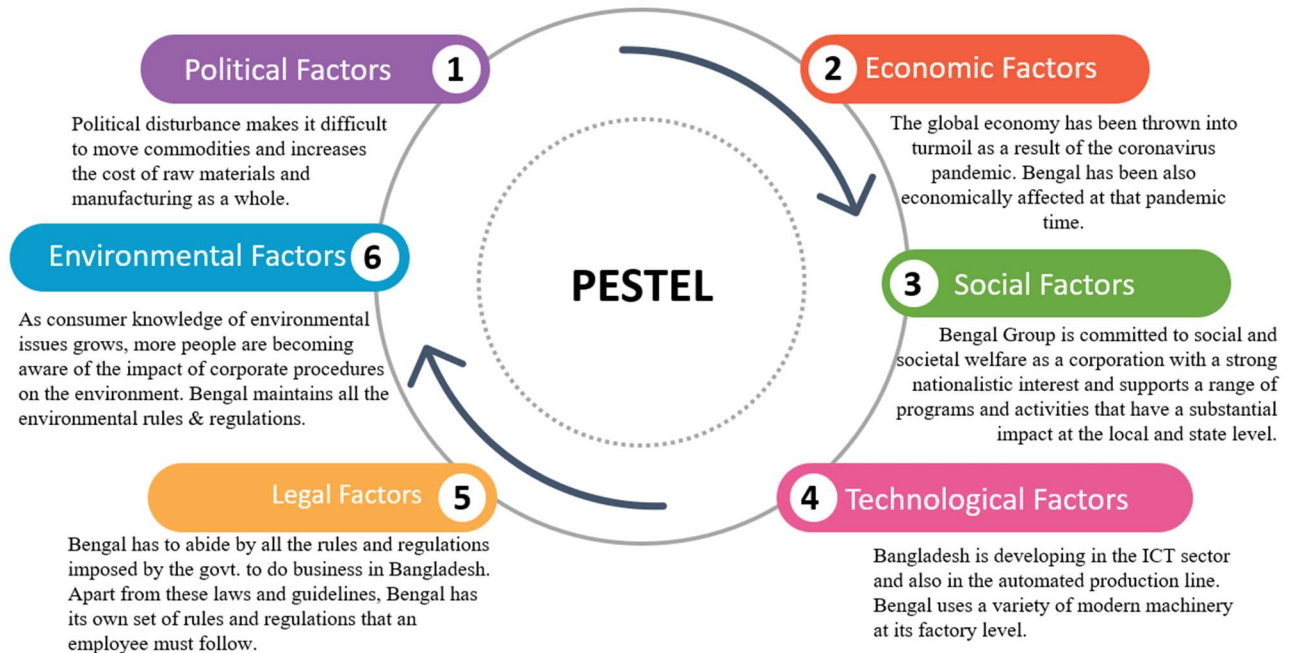 Political Factors 1
Political disturbance makes it difficult
to move commodities and increases
the cost of raw materials and
manufacturing as a whole.
2 Economic Factors
The global economy has been thrown into
turmoil as a result of the coronavirus
pandemic. Bengal has been also
economically affected at that pandemic
time.
PESTEL
3 Social Factors
Bengal Group is committed to social and
societal welfare as a corporation with a strong
nationalistic interest and supports a range of
programs and activities that have a substantial
impact at the local and state level.
4 Technological Factors
Bangladesh is developing in the ICT sector
and also in the automated production line.
Bengal uses a variety of modern machinery
at its factory level.
Legal Factors 5
Bengal has to abide by all the rules and regulations
imposed by the govt. to do business in Bangladesh.
Apart from these laws and guidelines, Bengal has
its own set of rules and regulations that an
employee must follow.
Environmental Factors 6
As consumer knowledge of environmental
issues grows, more people are becoming
aware of the impact of corporate procedures
on the environment. Bengal maintains all the
environmental rules & regulations.